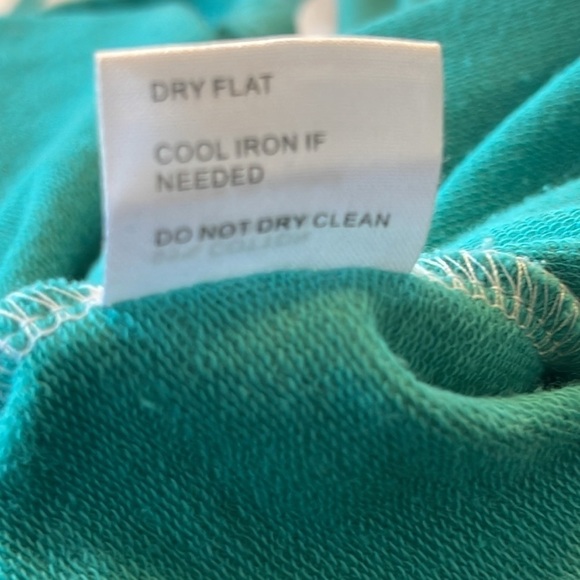 DRY FLAT
COOL IRON IF
NEEDED
DO NOT DRY CLEAN